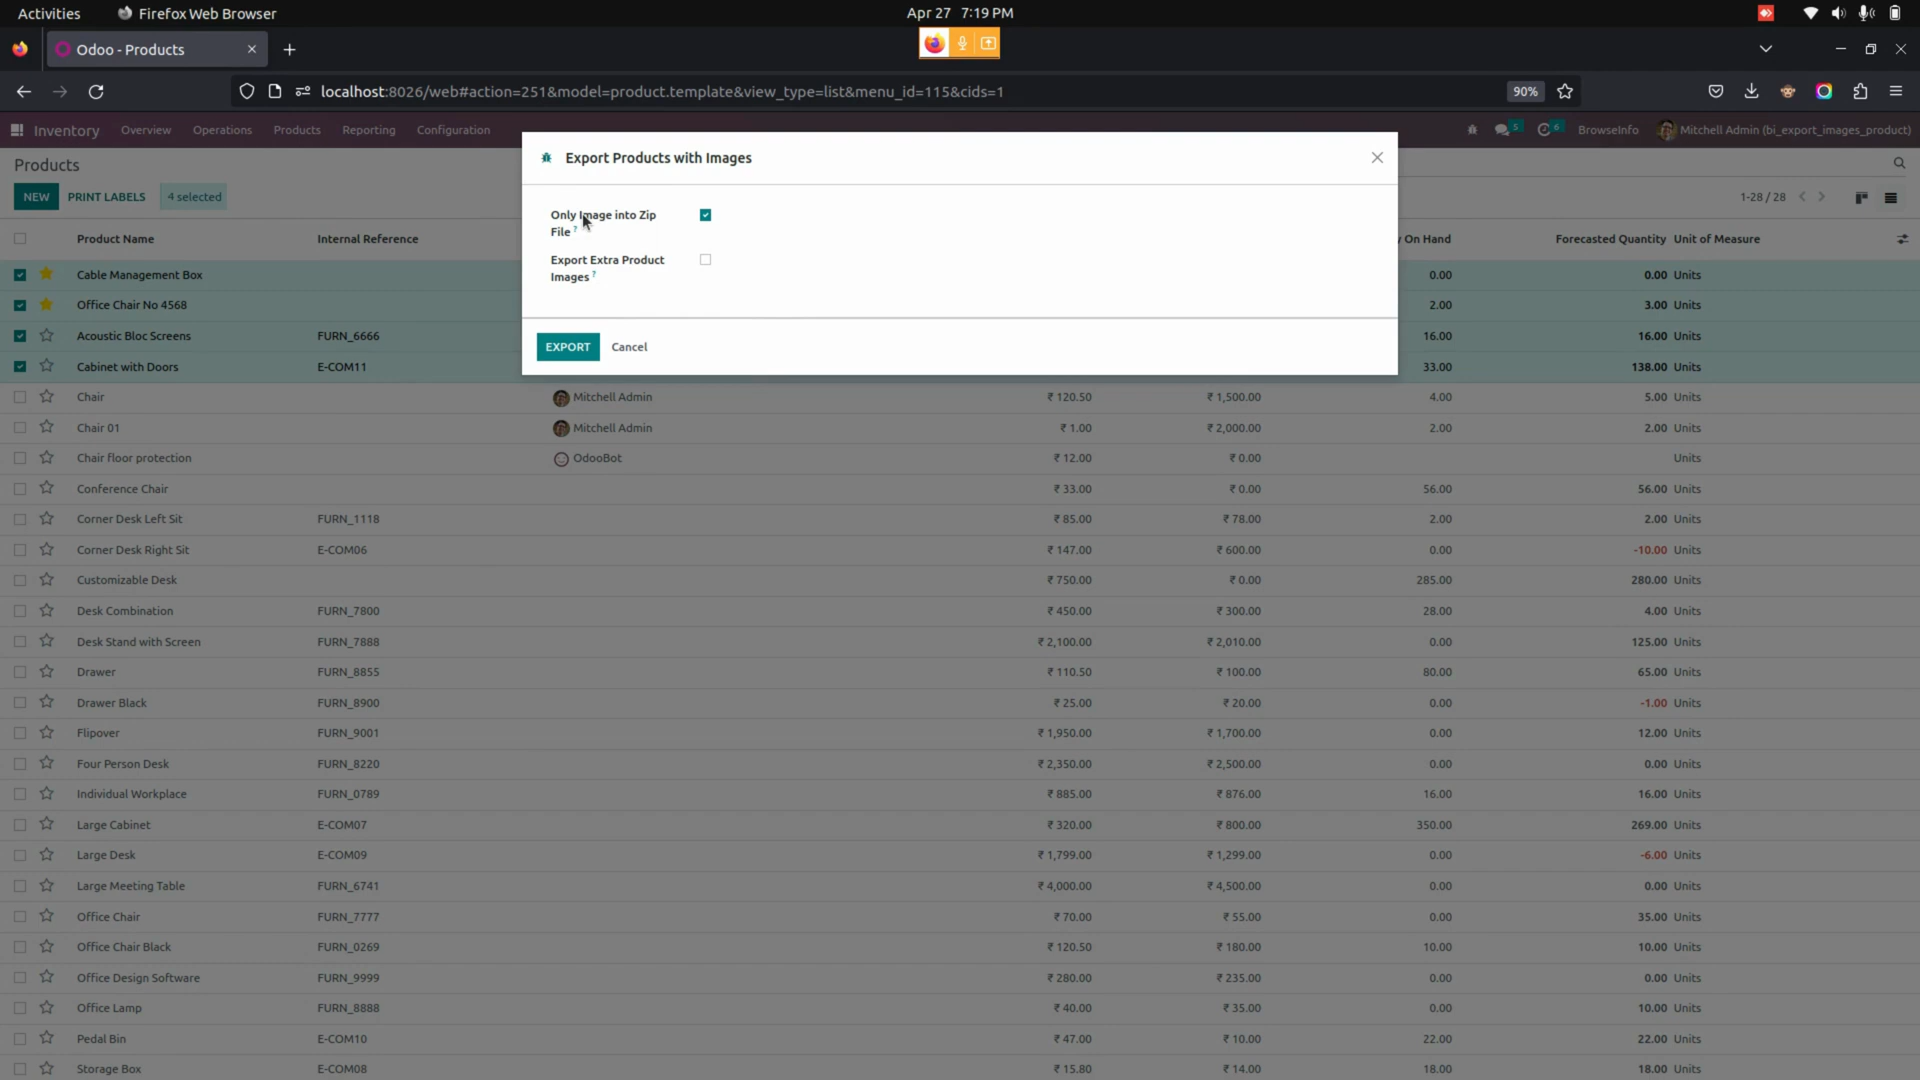 Activities Firefox Web Browser Apr 27 7:19 PM
Odoo - Products
localhost:8026/web#action=251&model=product.template&view_type=list&menu_id=115&cids=1 90%
Inventory Overview Operations Products Reporting Configuration 5 6 BrowseInfo Mitchell Admin (bi_export_images_product)
Products
NEW PRINT LABELS 4 selected 1-28 / 28
Export Products with Images
Only Image into Zip
File ?
Export Extra Product
Images ?
EXPORT Cancel
Product Name Internal Reference On Hand Forecasted Quantity Unit of Measure
Cable Management Box 0.00 0.00 Units
Office Chair No 4568 2.00 3.00 Units
Acoustic Bloc Screens FURN_6666 16.00 16.00 Units
Cabinet with Doors E-COM11 33.00 138.00 Units
Chair Mitchell Admin ₹ 120.50 ₹ 1,500.00 4.00 5.00 Units
Chair 01 Mitchell Admin ₹ 1.00 ₹ 2,000.00 2.00 2.00 Units
Chair floor protection OdooBot ₹ 12.00 ₹ 0.00 Units
Conference Chair ₹ 33.00 ₹ 0.00 56.00 56.00 Units
Corner Desk Left Sit FURN_1118 ₹ 85.00 ₹ 78.00 2.00 2.00 Units
Corner Desk Right Sit E-COM06 ₹ 147.00 ₹ 600.00 0.00 -10.00 Units
Customizable Desk ₹ 750.00 ₹ 0.00 285.00 280.00 Units
Desk Combination FURN_7800 ₹ 450.00 ₹ 300.00 28.00 4.00 Units
Desk Stand with Screen FURN_7888 ₹ 2,100.00 ₹ 2,010.00 0.00 125.00 Units
Drawer FURN_8855 ₹ 110.50 ₹ 100.00 80.00 65.00 Units
Drawer Black FURN_8900 ₹ 25.00 ₹ 20.00 0.00 -1.00 Units
Flipover FURN_9001 ₹ 1,950.00 ₹ 1,700.00 0.00 12.00 Units
Four Person Desk FURN_8220 ₹ 2,350.00 ₹ 2,500.00 0.00 0.00 Units
Individual Workplace FURN_0789 ₹ 885.00 ₹ 876.00 16.00 16.00 Units
Large Cabinet E-COM07 ₹ 320.00 ₹ 800.00 350.00 269.00 Units
Large Desk E-COM09 ₹ 1,799.00 ₹ 1,299.00 0.00 -6.00 Units
Large Meeting Table FURN_6741 ₹ 4,000.00 ₹ 4,500.00 0.00 0.00 Units
Office Chair FURN_7777 ₹ 70.00 ₹ 55.00 0.00 35.00 Units
Office Chair Black FURN_0269 ₹ 120.50 ₹ 180.00 10.00 10.00 Units
Office Design Software FURN_9999 ₹ 280.00 ₹ 235.00 0.00 0.00 Units
Office Lamp FURN_8888 ₹ 40.00 ₹ 35.00 0.00 10.00 Units
Pedal Bin E-COM10 ₹ 47.00 ₹ 10.00 22.00 22.00 Units
Storage Box E-COM08 ₹ 15.80 ₹ 14.00 18.00 18.00 Units